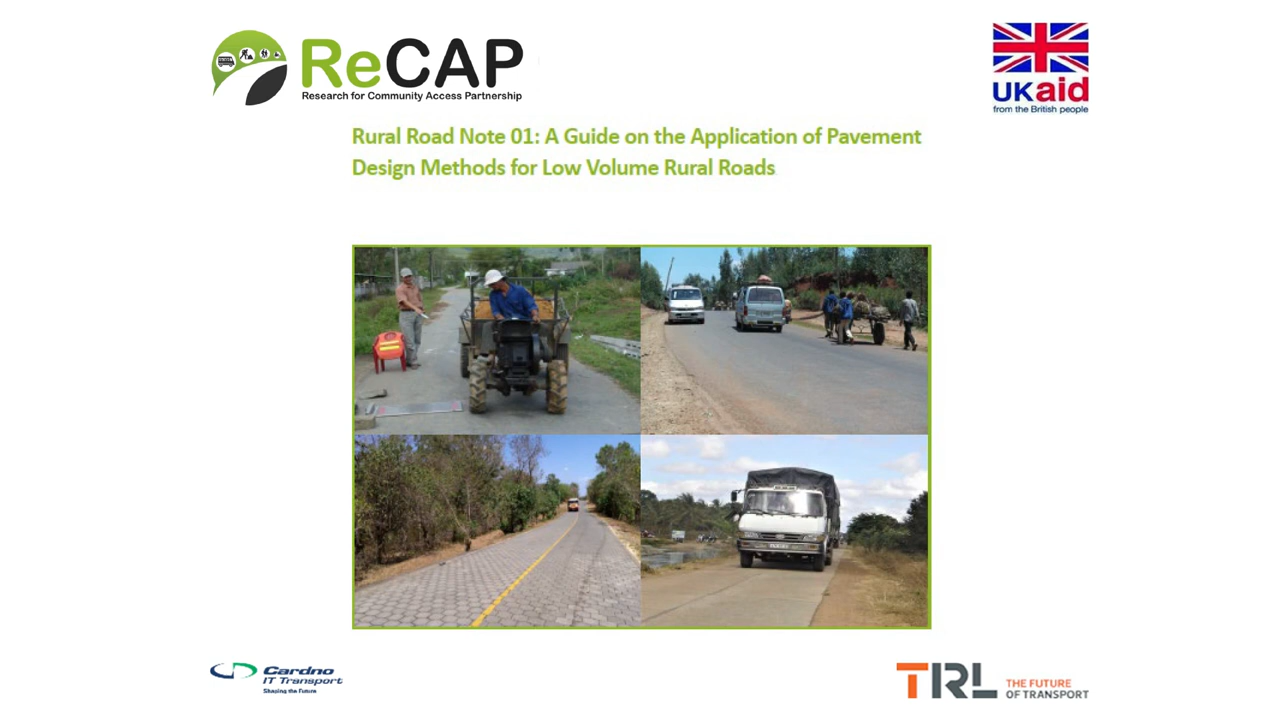 ReCAP
Research for Community Access Partnership
UKaid
from the British people
Rural Road Note 01: A Guide on the Application of Pavement
Design Methods for Low Volume Rural Roads
Cardno
IT Transport
Shaping the Future
TRL
THE FUTURE
OF TRANSPORT